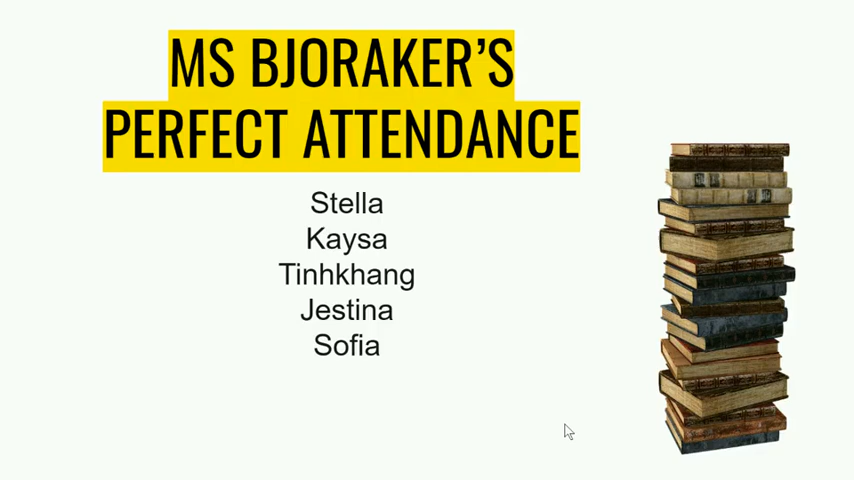 MS BJORAKER’S
PERFECT ATTENDANCE
Stella
Kaysa
Tinhkhang
Jestina
Sofia